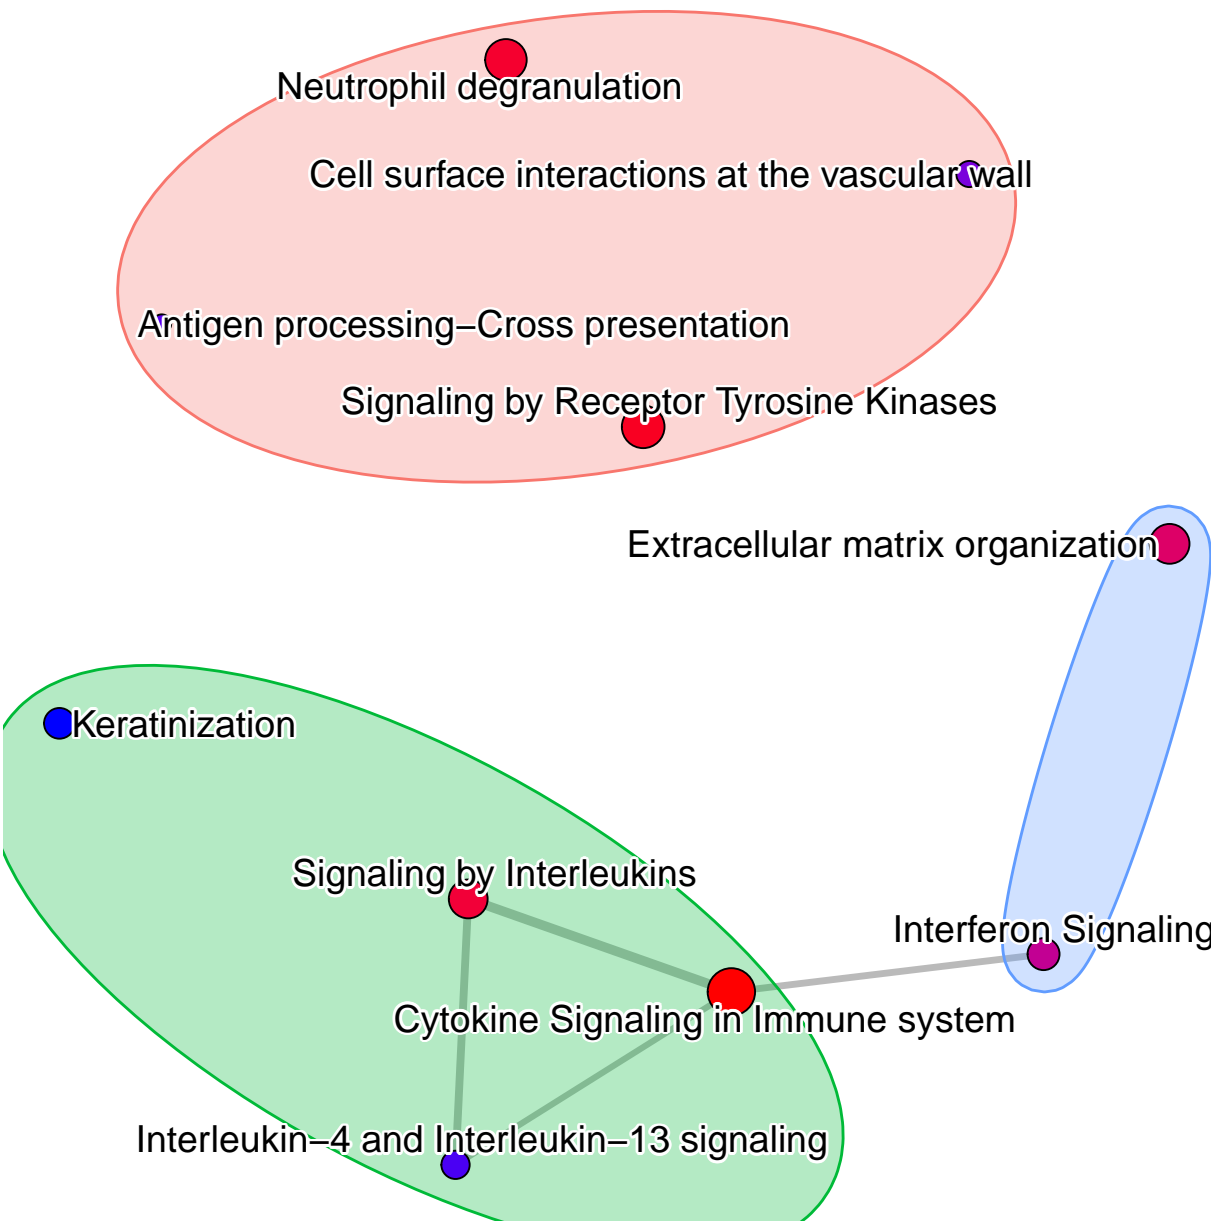 Neutrophil degranulation
Cell surface interactions at the vascular wall
Antigen processing–Cross presentation
Signaling by Receptor Tyrosine Kinases
Extracellular matrix organization
Keratinization
Signaling by Interleukins
Interferon Signaling
Cytokine Signaling in Immune system
Interleukin–4 and Interleukin–13 signaling